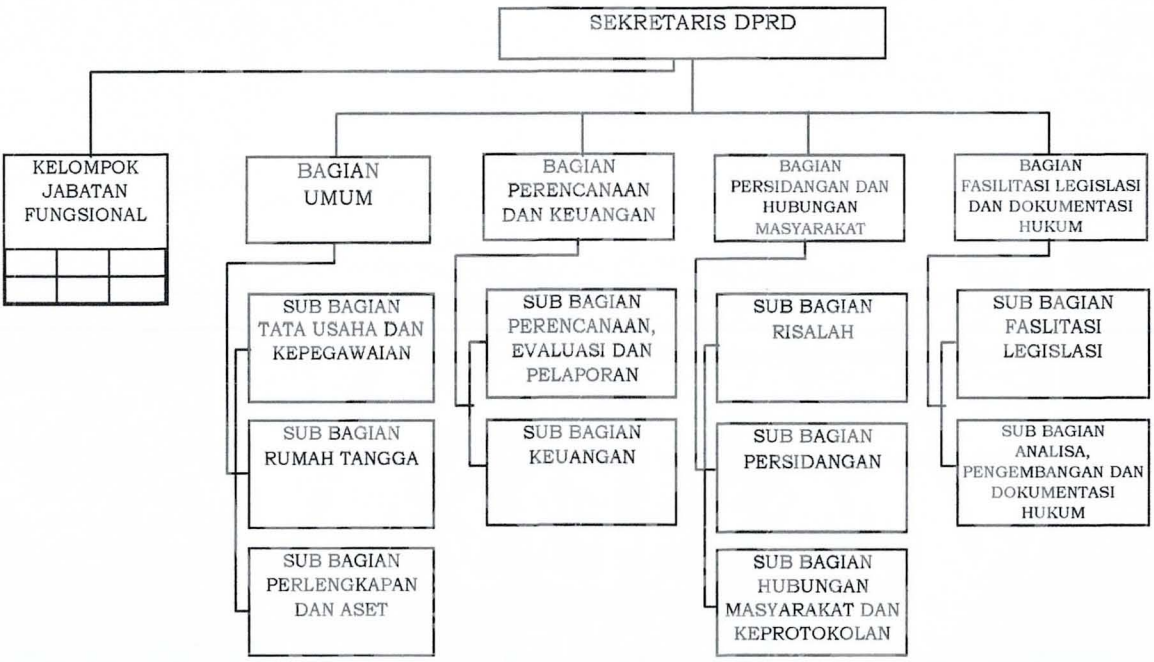 SEKRETARIS DPRD
KELOMPOK
JABATAN
FUNGSIONAL
BAGIAN
UMUM
BAGIAN
PERENCANAAN
DAN KEUANGAN
BAGIAN
PERSIDANGAN DAN
HUBUNGAN
MASYARAKAT
BAGIAN
FASILITASI LEGISLASI
DAN DOKUMENTASI
HUKUM
SUB BAGIAN
TATA USAHA DAN
KEPEGAWAIAN
SUB BAGIAN
RUMAH TANGGA
SUB BAGIAN
PERLENGKAPAN
DAN ASET
SUB BAGIAN
PERENCANAAN,
EVALUASI DAN
PELAPORAN
SUB BAGIAN
KEUANGAN
SUB BAGIAN
RISALAH
SUB BAGIAN
PERSIDANGAN
SUB BAGIAN
HUBUNGAN
MASYARAKAT DAN
KEPROTOKOLAN
SUB BAGIAN
FASLITASI
LEGISLASI
SUB BAGIAN
ANALISA,
PENGEMBANGAN DAN
DOKUMENTASI
HUKUM